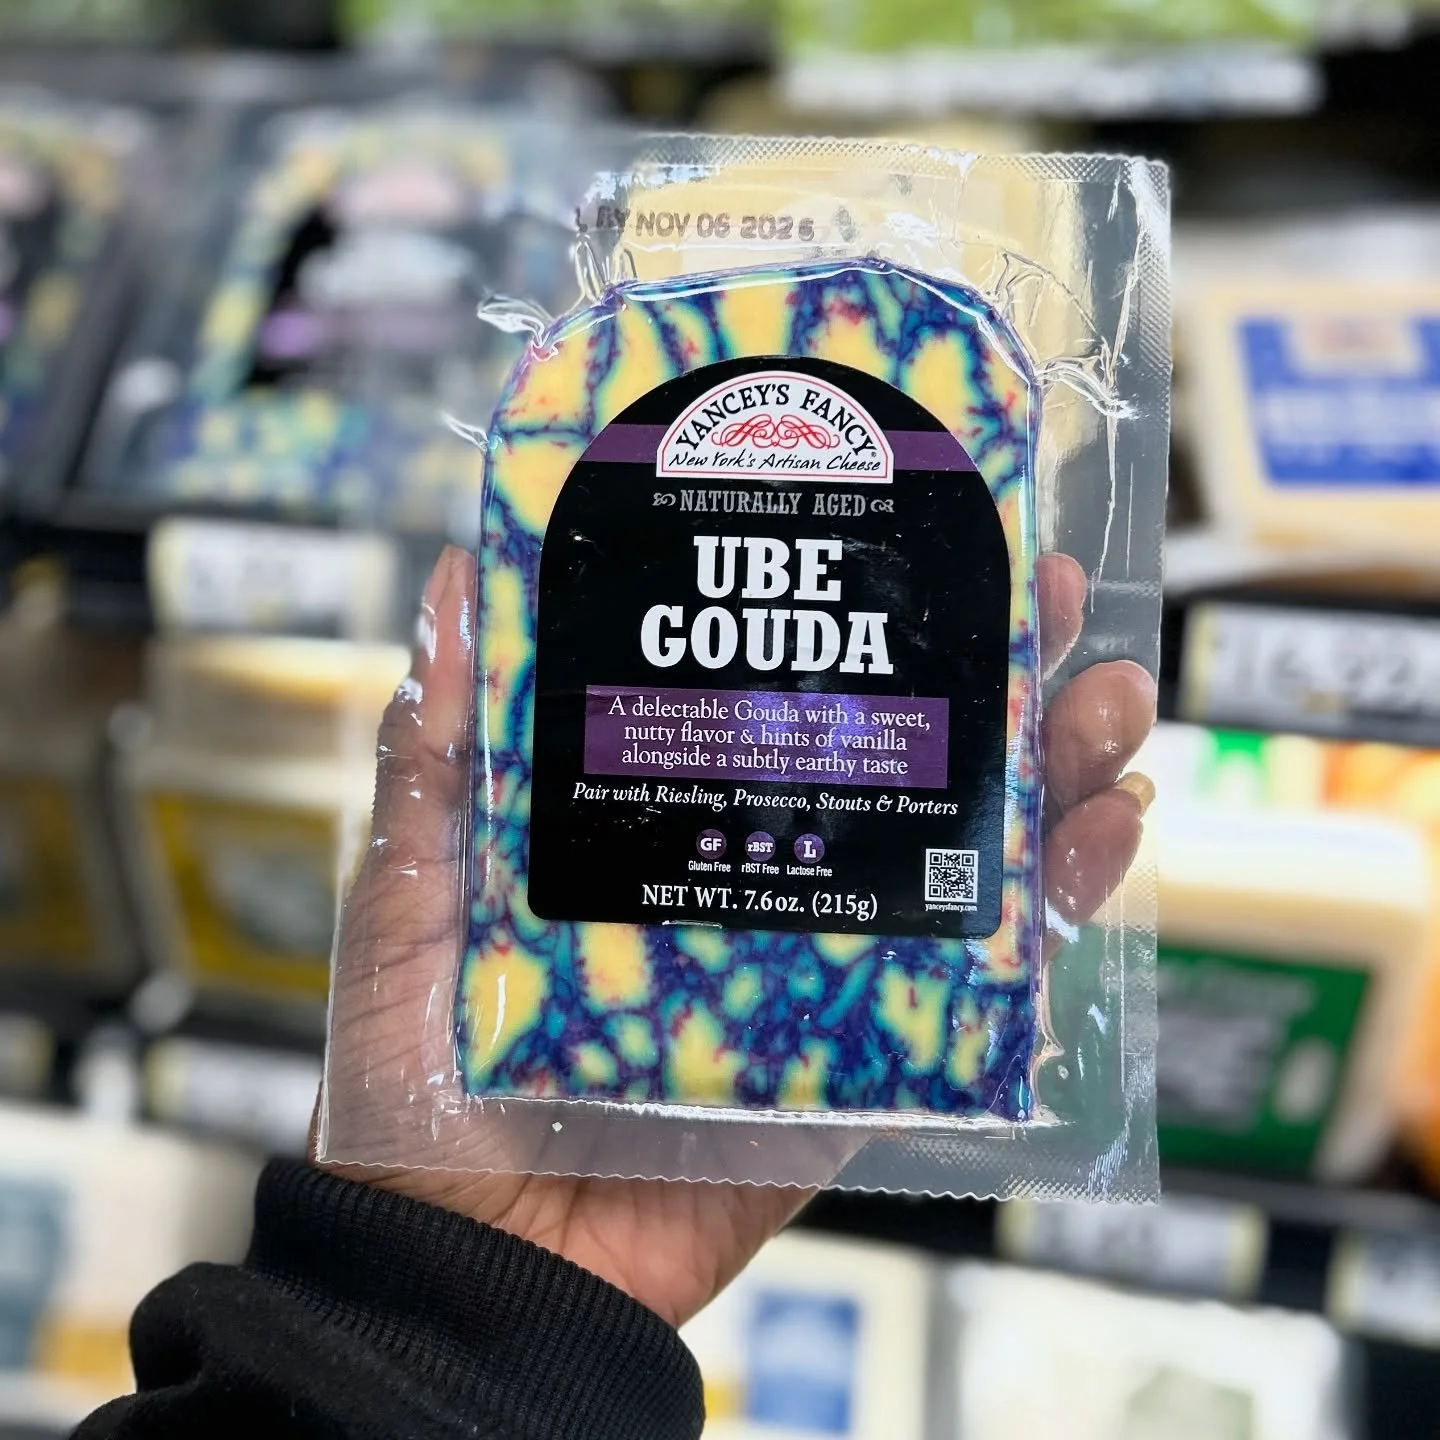 BY NOV 06 2026
YANCEY'S FANCY®
New York's Artisan Cheese
NATURALLY AGED
UBE
GOUDA
A delectable Gouda with a sweet,
nutty flavor & hints of vanilla
alongside a subtly earthy taste
Pair with Riesling, Prosecco, Stouts & Porters
GF rBST L
Gluten Free rBST Free Lactose Free
NET WT. 7.6oz. (215g)
yanceysfancy.com